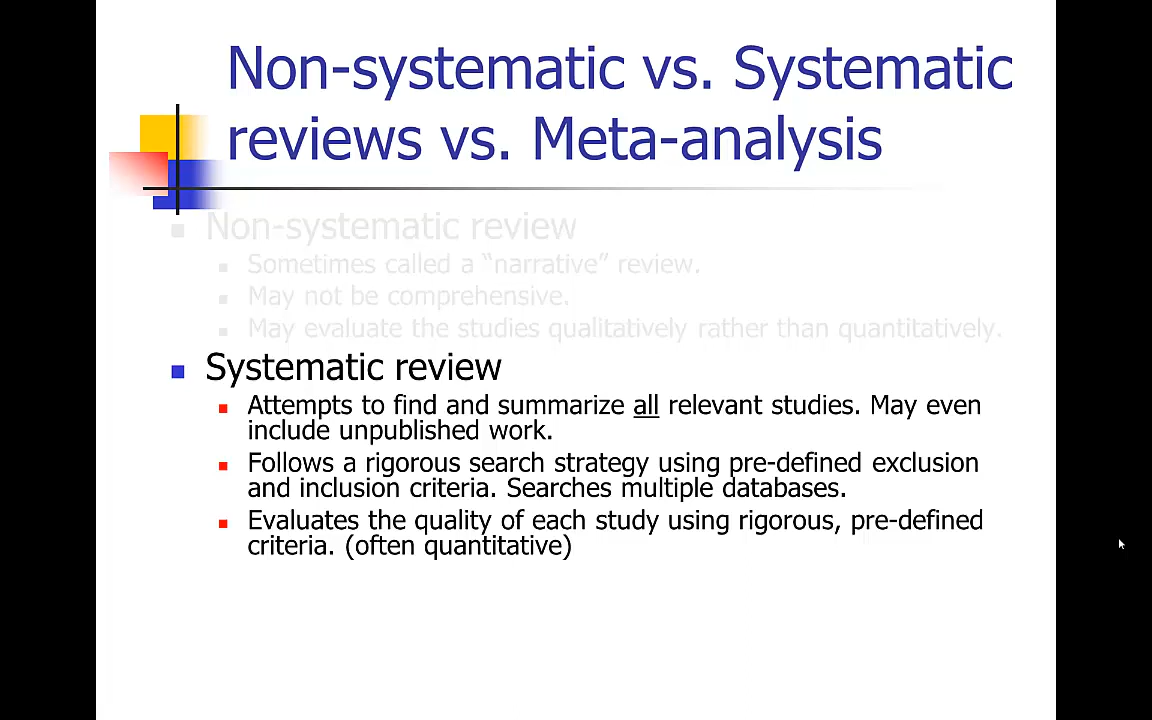 Non-systematic vs. Systematic
reviews vs. Meta-analysis
Non-systematic review
Sometimes called a “narrative” review.
May not be comprehensive.
May evaluate the studies qualitatively rather than quantitatively.
Systematic review
Attempts to find and summarize all relevant studies. May even
include unpublished work.
Follows a rigorous search strategy using pre-defined exclusion
and inclusion criteria. Searches multiple databases.
Evaluates the quality of each study using rigorous, pre-defined
criteria. (often quantitative)